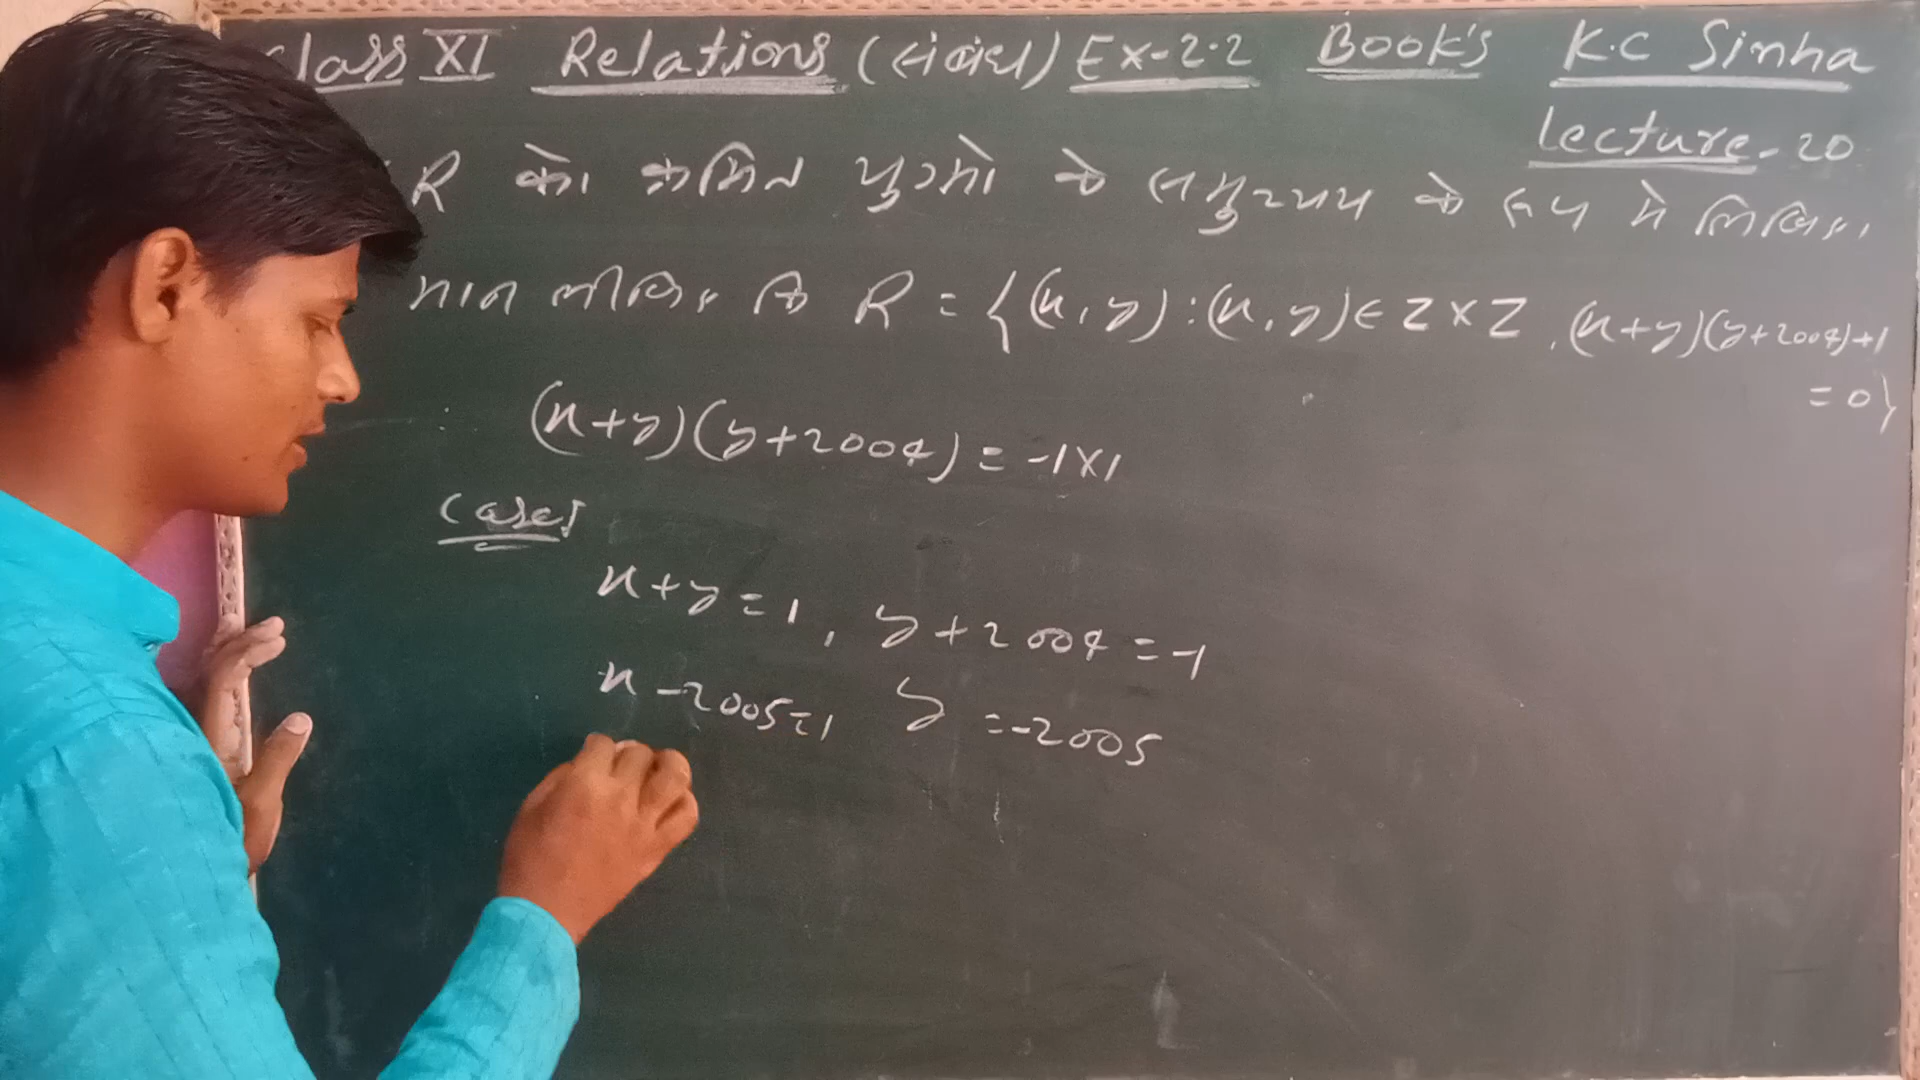 Class XI Relations (संबंध) Ex-2.2 Book's K.C Sinha
Lecture-20
R को क्रमित युग्मो के समुच्चय के रूप में लिखिए।
मान लीजिए कि R = {(x, y) : (x, y) ∈ Z × Z, (x+y)(y+2004)+1
= 0}
(x+y)(y+2004) = -1×1
Case I
x+y = 1, y+2004 = -1
x - 2005 = 1 y = -2005